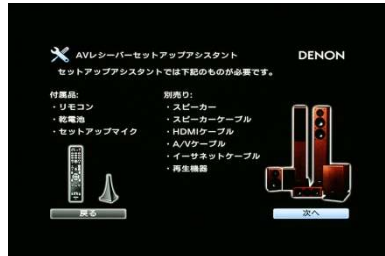 AVレシーバーセットアップアシスタント
DENON
セットアップアシスタントでは下記のものが必要です。
付属品:
・リモコン
・乾電池
・セットアップマイク
別売り:
・スピーカー
・スピーカーケーブル
・HDMIケーブル
・A/Vケーブル
・イーサネットケーブル
・再生機器
戻る
次へ